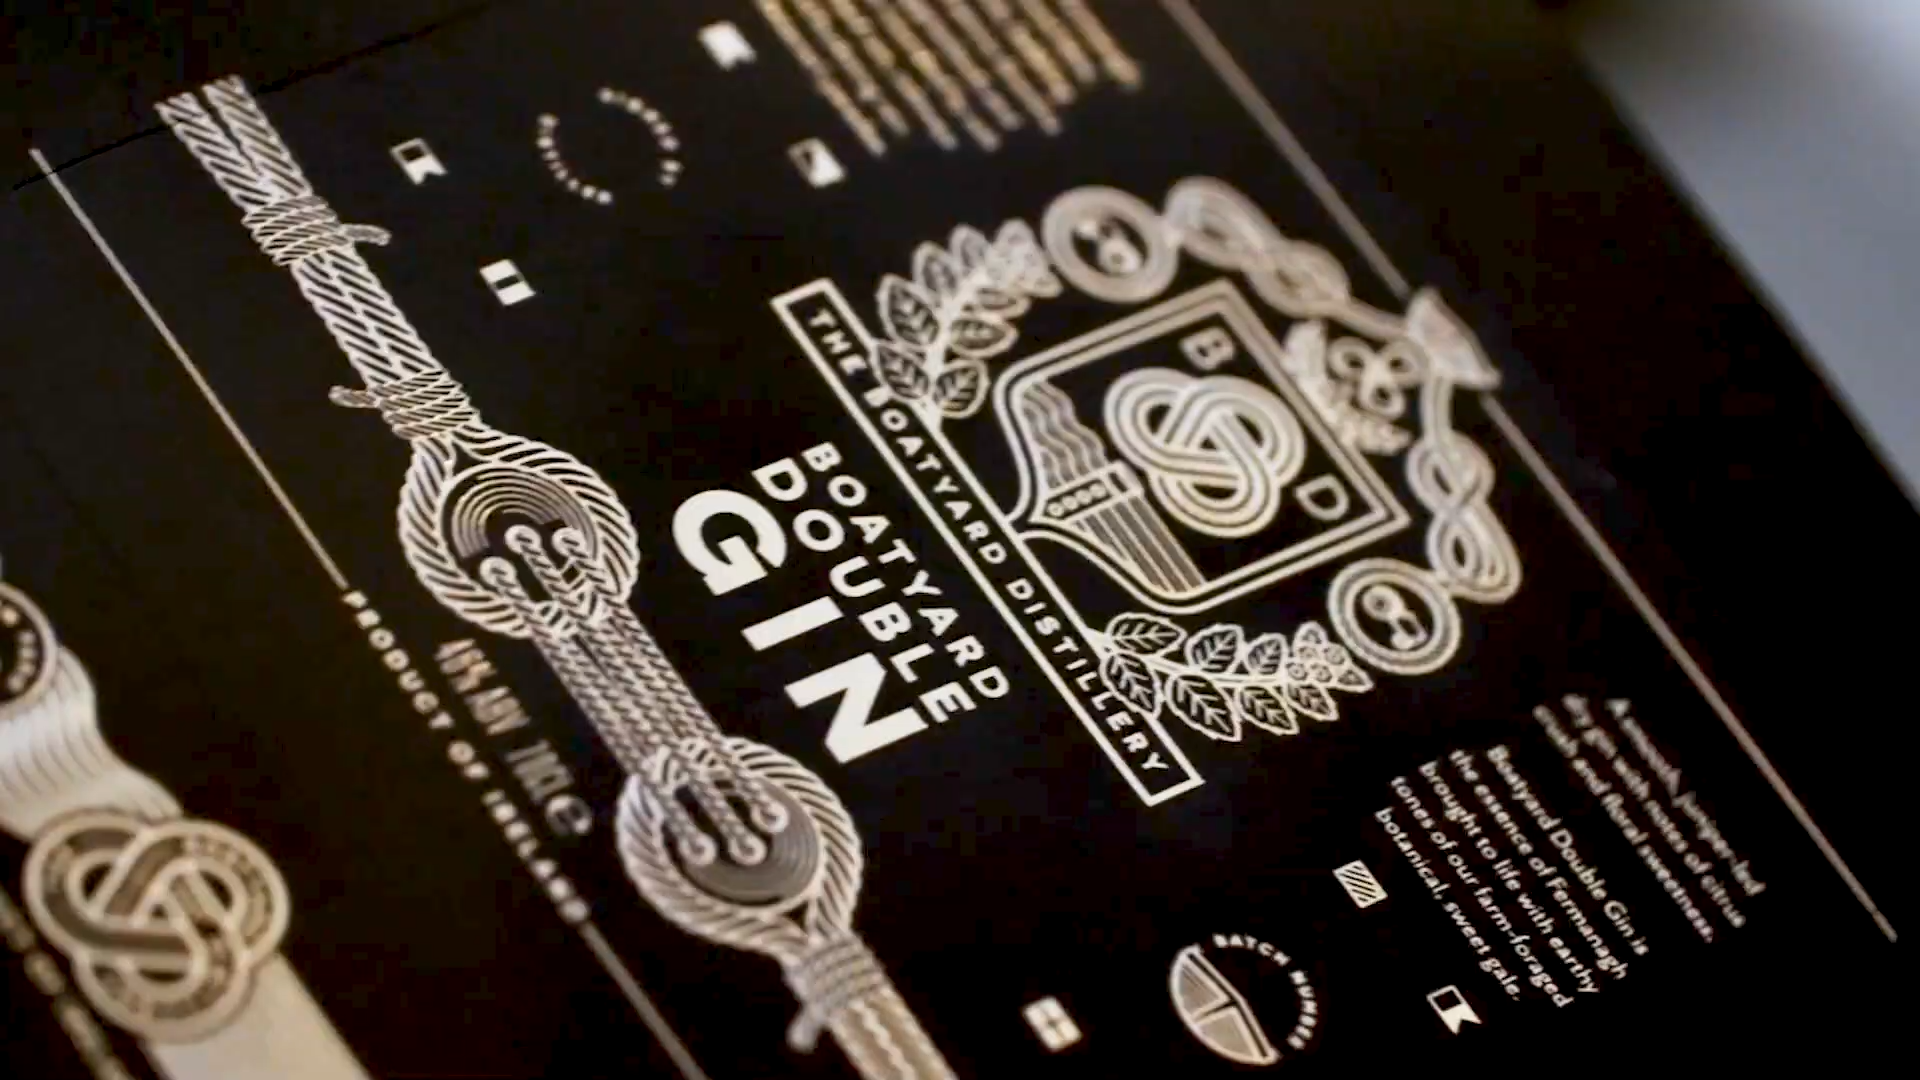 B D
THE BOATYARD DISTILLERY
BOATYARD
DOUBLE
GIN
PRODUCT OF IRELAND
A smooth, juniper-led
dry gin with notes of citrus
and floral sweetness.
Boatyard Double Gin is
the essence of Fermanagh
brought to life with earthy
tones of our farm-foraged
botanical, sweet gale.
BATCH NUMBER